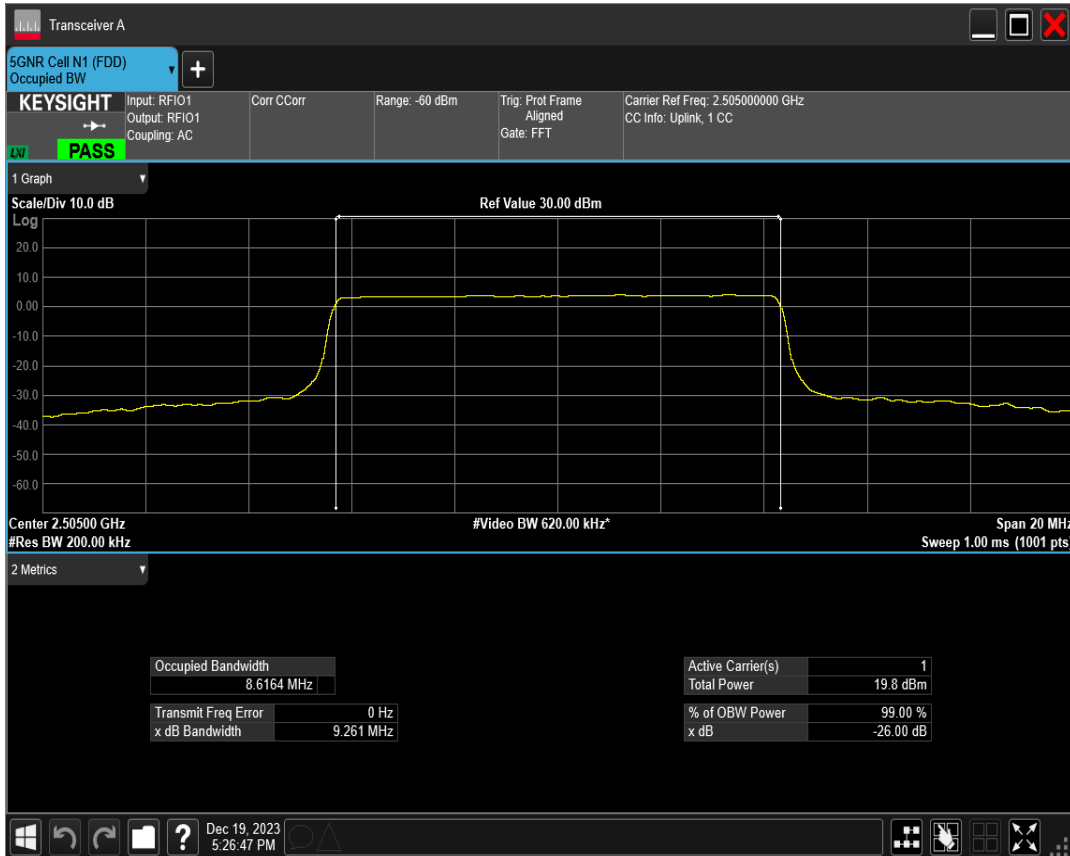 Transceiver A
5GNR Cell N1 (FDD)
Occupied BW
+
KEYSIGHT
LXI
PASS
Input: RFIO1
Output: RFIO1
Coupling: AC
Corr CCorr
Range: -60 dBm
Trig: Prot Frame
Aligned
Gate: FFT
Carrier Ref Freq: 2.505000000 GHz
CC Info: Uplink, 1 CC
1 Graph
Scale/Div 10.0 dB
Ref Value 30.00 dBm
Log
20.0
10.0
0.00
-10.0
-20.0
-30.0
-40.0
-50.0
-60.0
Center 2.50500 GHz
#Video BW 620.00 kHz*
Span 20 MHz
#Res BW 200.00 kHz
Sweep 1.00 ms (1001 pts)
2 Metrics
Occupied Bandwidth
8.6164 MHz
Transmit Freq Error 0 Hz
x dB Bandwidth 9.261 MHz
Active Carrier(s) 1
Total Power 19.8 dBm
% of OBW Power 99.00 %
x dB -26.00 dB
?
Dec 19, 2023
5:26:47 PM